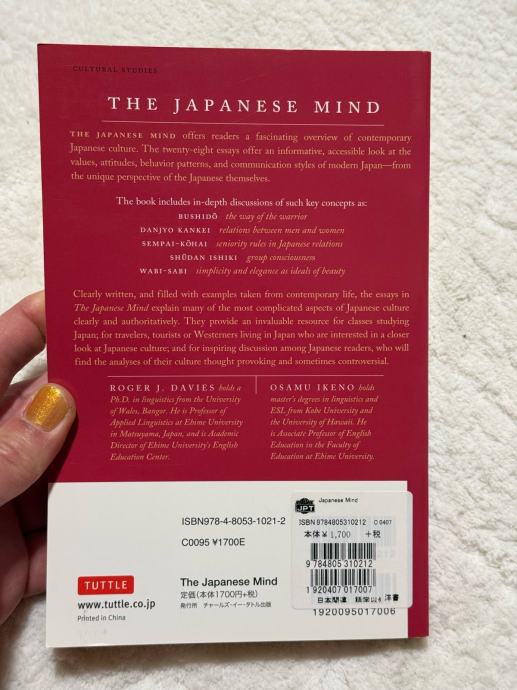 CULTURAL STUDIES
THE JAPANESE MIND
THE JAPANESE MIND offers readers a fascinating overview of contemporary
Japanese culture. The twenty-eight essays offer an informative, accessible look at the
values, attitudes, behavior patterns, and communication styles of modern Japan—from
the unique perspective of the Japanese themselves.
The book includes in-depth discussions of such key concepts as:
BUSHIDŌ the way of the warrior
DANJYO KANKEI relations between men and women
SEMPAI-KŌHAI seniority rules in Japanese relations
SHŪDAN ISHIKI group consciousness
WABI-SABI simplicity and elegance as ideals of beauty
Clearly written, and filled with examples taken from contemporary life, the essays in
The Japanese Mind explain many of the most complicated aspects of Japanese culture
clearly and authoritatively. They provide an invaluable resource for classes studying
Japan; for travelers, tourists or Westerners living in Japan who are interested in a closer
look at Japanese culture; and for inspiring discussion among Japanese readers, who will
find the analyses of their culture thought provoking and sometimes controversial.
ROGER J. DAVIES holds a
Ph.D. in linguistics from the University
of Wales, Bangor. He is Professor of
Applied Linguistics at Ehime University
in Matsuyama, Japan, and is Academic
Director of Ehime University's English
Education Center.
OSAMU IKENO holds
master's degrees in linguistics and
ESL from Kobe University and
the University of Hawaii. He
is Associate Professor of English
Education in the Faculty of
Education at Ehime University.
ISBN978-4-8053-1021-2
C0095 ¥1700E
TUTTLE
www.tuttle.co.jp
Printed in China
The Japanese Mind
定価(本体1700円+税)
発行所 チャールズ・イー・タトル出版
Japanese Mind
JPT
ISBN 9784805310212 C 0407
本体¥ 1,700 +税
9 784805 310212
1 920407 017007
日本関連 洋書
1920095017006